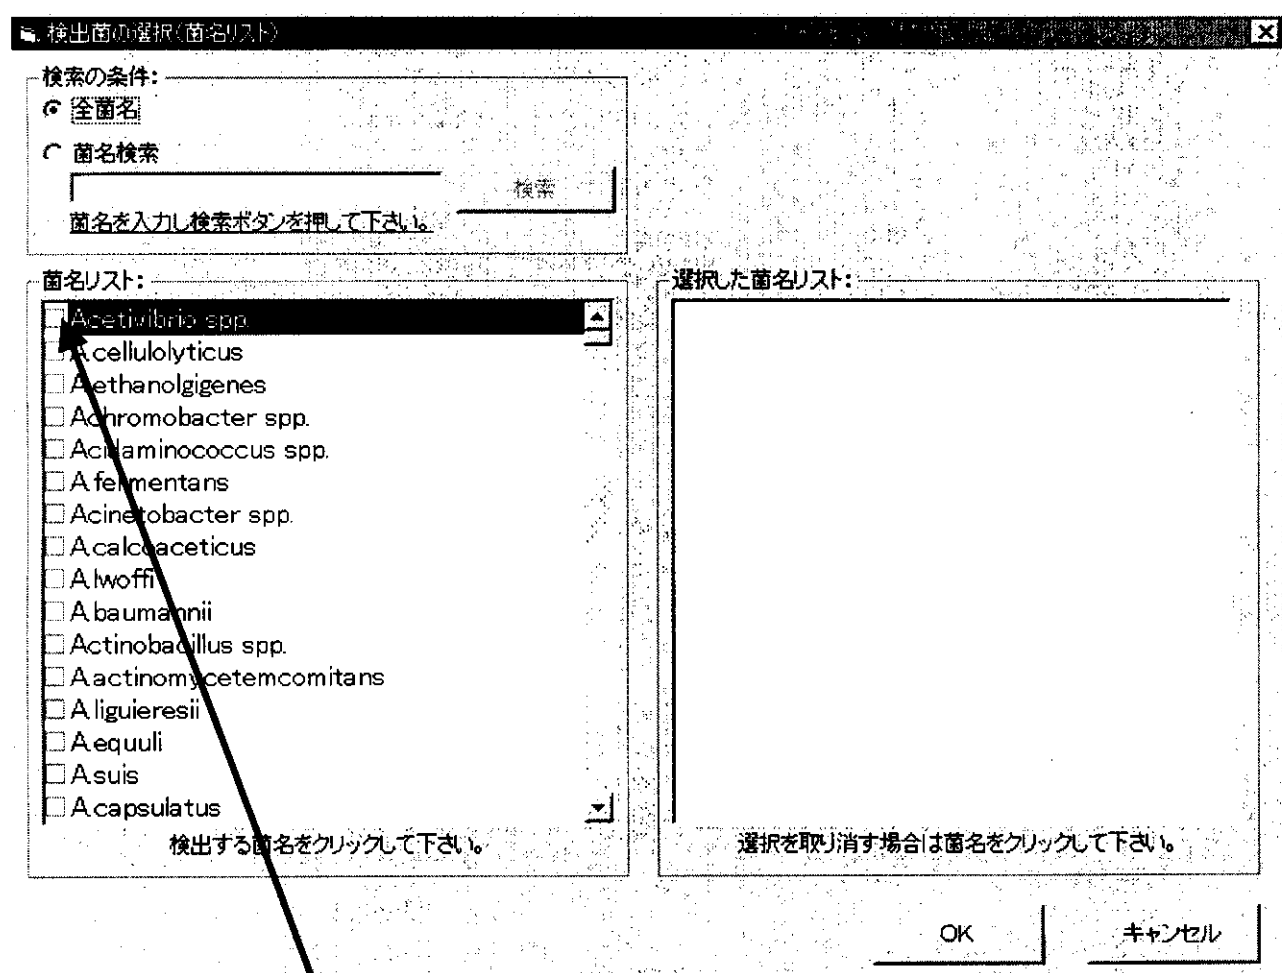 検出菌の選択(菌名リスト)
検索の条件:
全菌名
菌名検索
検索
菌名を入力し検索ボタンを押して下さい。
菌名リスト:
Acetivibrio spp.
A.cellulolyticus
A.ethanolgigenes
Achromobacter spp.
Acidaminococcus spp.
A.fermentans
Acinetobacter spp.
A.calcoaceticus
A.lwoffi
A.baumannii
Actinobacillus spp.
A.actinomycetemcomitans
A.liguieresii
A.equuli
A.suis
A.capsulatus
検出する菌名をクリックして下さい。
選択した菌名リスト:
選択を取り消す場合は菌名をクリックして下さい。
OK
キャンセル